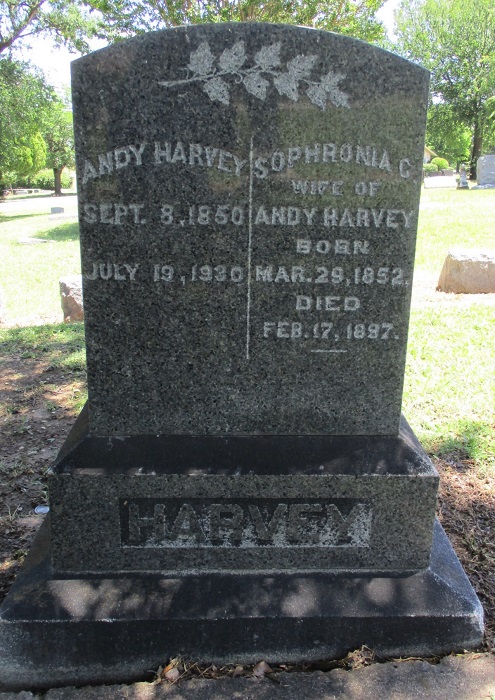 ANDY HARVEY
SEPT. 8, 1850
JULY 19, 1930
SOPHRONIA C
WIFE OF
ANDY HARVEY
BORN
MAR. 29, 1852.
DIED
FEB. 17, 1897.
HARVEY